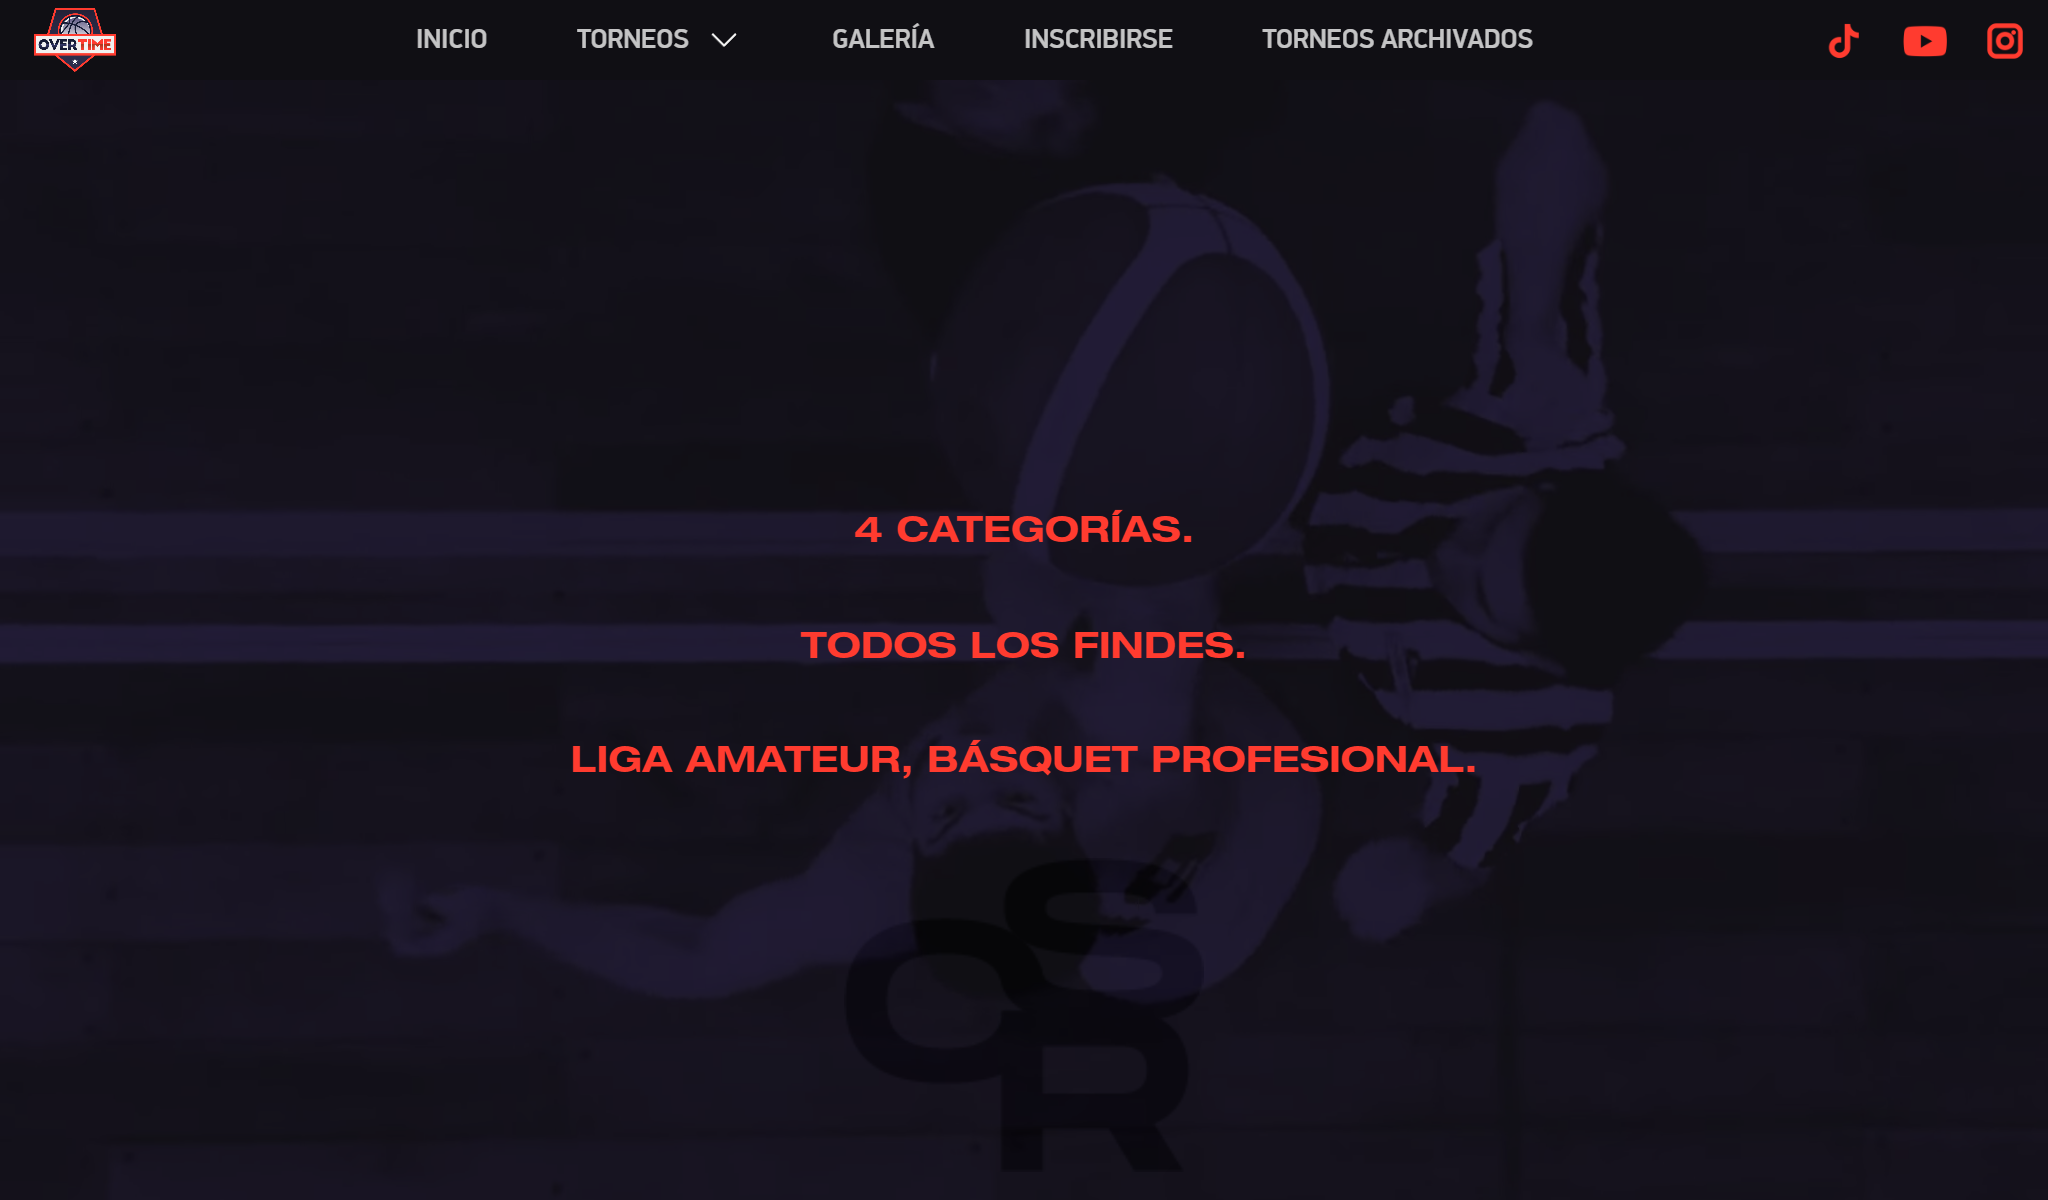 OVERTIME
INICIO
TORNEOS
GALERÍA
INSCRIBIRSE
TORNEOS ARCHIVADOS
4 CATEGORÍAS.
TODOS LOS FINDES.
LIGA AMATEUR, BÁSQUET PROFESIONAL.
S
O
S
R